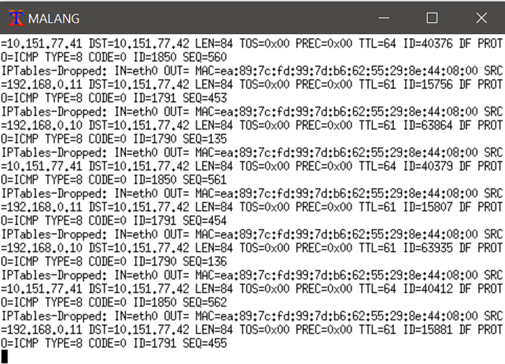 MALANG
=10.151.77.41 DST=10.151.77.42 LEN=84 TOS=0x00 PREC=0x00 TTL=64 ID=40376 DF PROT
O=ICMP TYPE=8 CODE=0 ID=1850 SEQ=560
IPTables-Dropped: IN=eth0 OUT= MAC=ea:89:7c:fd:99:7d:b6:62:55:29:8e:44:08:00 SRC
=192.168.0.11 DST=10.151.77.42 LEN=84 TOS=0x00 PREC=0x00 TTL=61 ID=15756 DF PROT
O=ICMP TYPE=8 CODE=0 ID=1791 SEQ=453
IPTables-Dropped: IN=eth0 OUT= MAC=ea:89:7c:fd:99:7d:b6:62:55:29:8e:44:08:00 SRC
=192.168.0.10 DST=10.151.77.42 LEN=84 TOS=0x00 PREC=0x00 TTL=61 ID=63864 DF PROT
O=ICMP TYPE=8 CODE=0 ID=1790 SEQ=135
IPTables-Dropped: IN=eth0 OUT= MAC=ea:89:7c:fd:99:7d:b6:62:55:29:8e:44:08:00 SRC
=10.151.77.41 DST=10.151.77.42 LEN=84 TOS=0x00 PREC=0x00 TTL=64 ID=40379 DF PROT
O=ICMP TYPE=8 CODE=0 ID=1850 SEQ=561
IPTables-Dropped: IN=eth0 OUT= MAC=ea:89:7c:fd:99:7d:b6:62:55:29:8e:44:08:00 SRC
=192.168.0.11 DST=10.151.77.42 LEN=84 TOS=0x00 PREC=0x00 TTL=61 ID=15807 DF PROT
O=ICMP TYPE=8 CODE=0 ID=1791 SEQ=454
IPTables-Dropped: IN=eth0 OUT= MAC=ea:89:7c:fd:99:7d:b6:62:55:29:8e:44:08:00 SRC
=192.168.0.10 DST=10.151.77.42 LEN=84 TOS=0x00 PREC=0x00 TTL=61 ID=63935 DF PROT
O=ICMP TYPE=8 CODE=0 ID=1790 SEQ=136
IPTables-Dropped: IN=eth0 OUT= MAC=ea:89:7c:fd:99:7d:b6:62:55:29:8e:44:08:00 SRC
=10.151.77.41 DST=10.151.77.42 LEN=84 TOS=0x00 PREC=0x00 TTL=64 ID=40412 DF PROT
O=ICMP TYPE=8 CODE=0 ID=1850 SEQ=562
IPTables-Dropped: IN=eth0 OUT= MAC=ea:89:7c:fd:99:7d:b6:62:55:29:8e:44:08:00 SRC
=192.168.0.11 DST=10.151.77.42 LEN=84 TOS=0x00 PREC=0x00 TTL=61 ID=15881 DF PROT
O=ICMP TYPE=8 CODE=0 ID=1791 SEQ=455